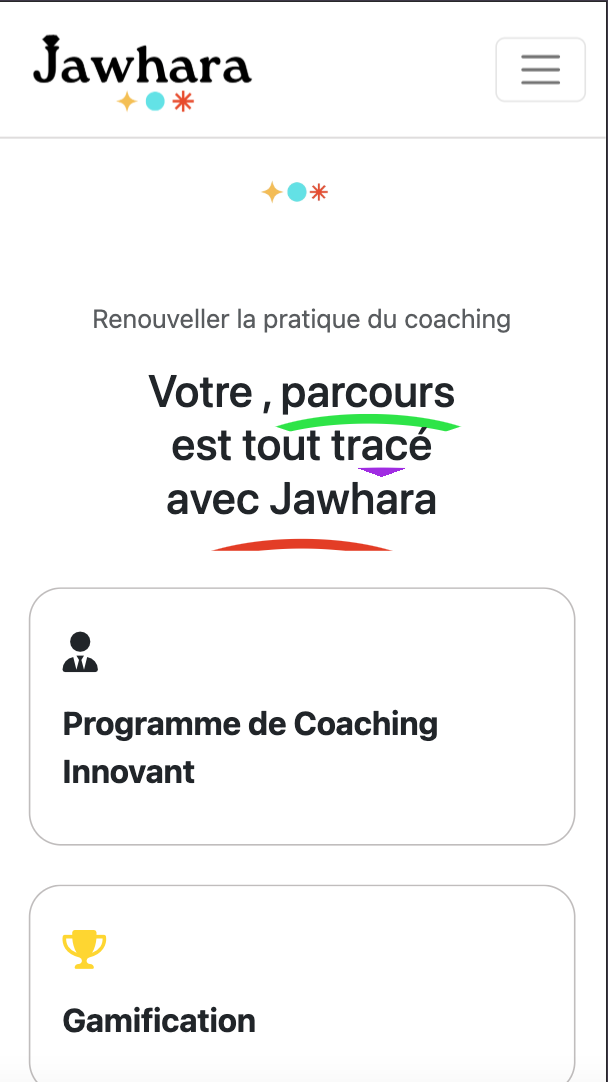 Jawhara
Renouveller la pratique du coaching
Votre , parcours
est tout tracé
avec Jawhara
Programme de Coaching
Innovant
Gamification